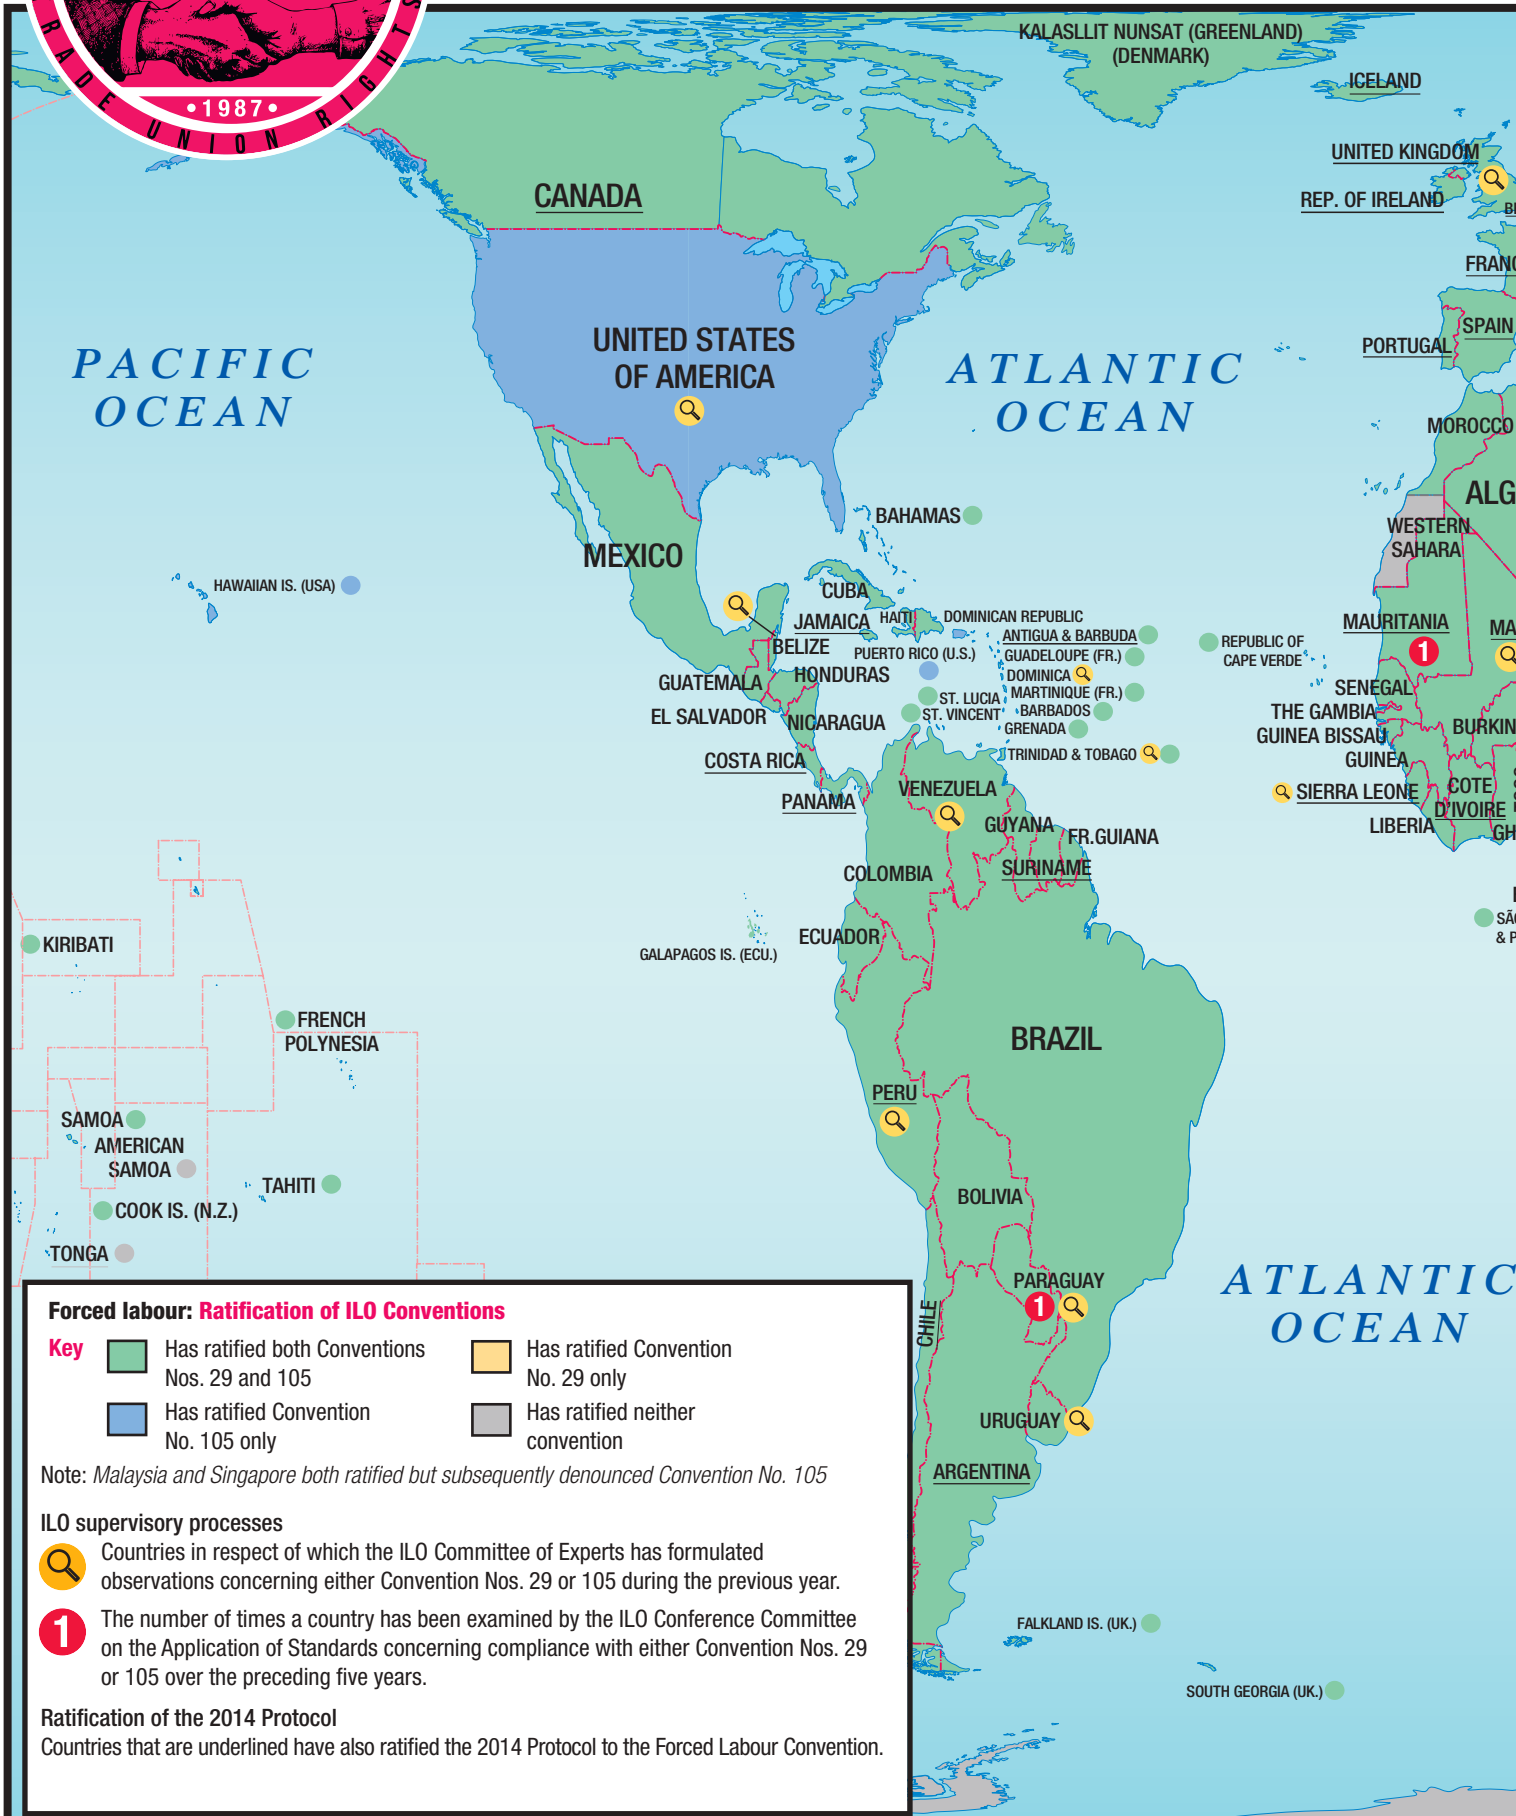 RADE UNION RIGHTS
• 1987 •
KALASLLIT NUNSAT (GREENLAND)
(DENMARK)
ICELAND
UNITED KINGDOM
REP. OF IRELAND
CANADA
FRANC
UNITED STATES
OF AMERICA
PACIFIC
OCEAN
ATLANTIC
OCEAN
SPAIN
PORTUGAL
MOROCCO
ALG
WESTERN
SAHARA
BAHAMAS
MEXICO
HAWAIIAN IS. (USA)
CUBA
JAMAICA
HAITI
DOMINICAN REPUBLIC
BELIZE
PUERTO RICO (U.S.)
ANTIGUA & BARBUDA
GUADELOUPE (FR.)
DOMINICA
MARTINIQUE (FR.)
BARBADOS
GRENADA
TRINIDAD & TOBAGO
ST. LUCIA
ST. VINCENT
REPUBLIC OF
CAPE VERDE
MAURITANIA
1
MA
GUATEMALA
HONDURAS
EL SALVADOR
NICARAGUA
COSTA RICA
PANAMA
SENEGAL
THE GAMBIA
GUINEA BISSAU
GUINEA
BURKIN
SIERRA LEONE
LIBERIA
COTE
D'IVOIRE
GH
VENEZUELA
GUYANA
FR.GUIANA
SURINAME
COLOMBIA
ECUADOR
GALAPAGOS IS. (ECU.)
SÃO
& P
KIRIBATI
FRENCH
POLYNESIA
BRAZIL
PERU
SAMOA
AMERICAN
SAMOA
TAHITI
COOK IS. (N.Z.)
TONGA
BOLIVIA
PARAGUAY
1
CHILE
URUGUAY
ARGENTINA
ATLANTIC
OCEAN
FALKLAND IS. (UK.)
SOUTH GEORGIA (UK.)
Forced labour: Ratification of ILO Conventions
Key
Has ratified both Conventions
Nos. 29 and 105
Has ratified Convention
No. 29 only
Has ratified Convention
No. 105 only
Has ratified neither
convention
Note: Malaysia and Singapore both ratified but subsequently denounced Convention No. 105
ILO supervisory processes
Countries in respect of which the ILO Committee of Experts has formulated
observations concerning either Convention Nos. 29 or 105 during the previous year.
1
The number of times a country has been examined by the ILO Conference Committee
on the Application of Standards concerning compliance with either Convention Nos. 29
or 105 over the preceding five years.
Ratification of the 2014 Protocol
Countries that are underlined have also ratified the 2014 Protocol to the Forced Labour Convention.